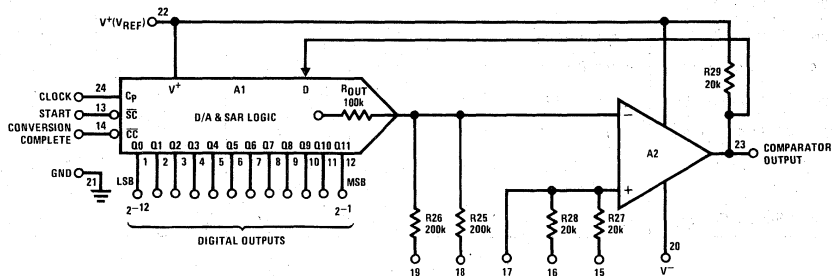 V+(VREF) 22
24
CLOCK
CP
V+
A1
D
ROUT
100k
R29
20k
13
START
SC
D/A & SAR LOGIC
14
CONVERSION
COMPLETE
CC
Q0 Q1 Q2 Q3 Q4 Q5 Q6 Q7 Q8 Q9 Q10 Q11
1 2 3 4 5 6 7 8 9 10 11 12
−
A2
+
23
COMPARATOR
OUTPUT
GND
21
LSB
MSB
2-12
2-1
DIGITAL OUTPUTS
R26
200k
R25
200k
R28
20k
R27
20k
20
V−
19
18
17
16
15